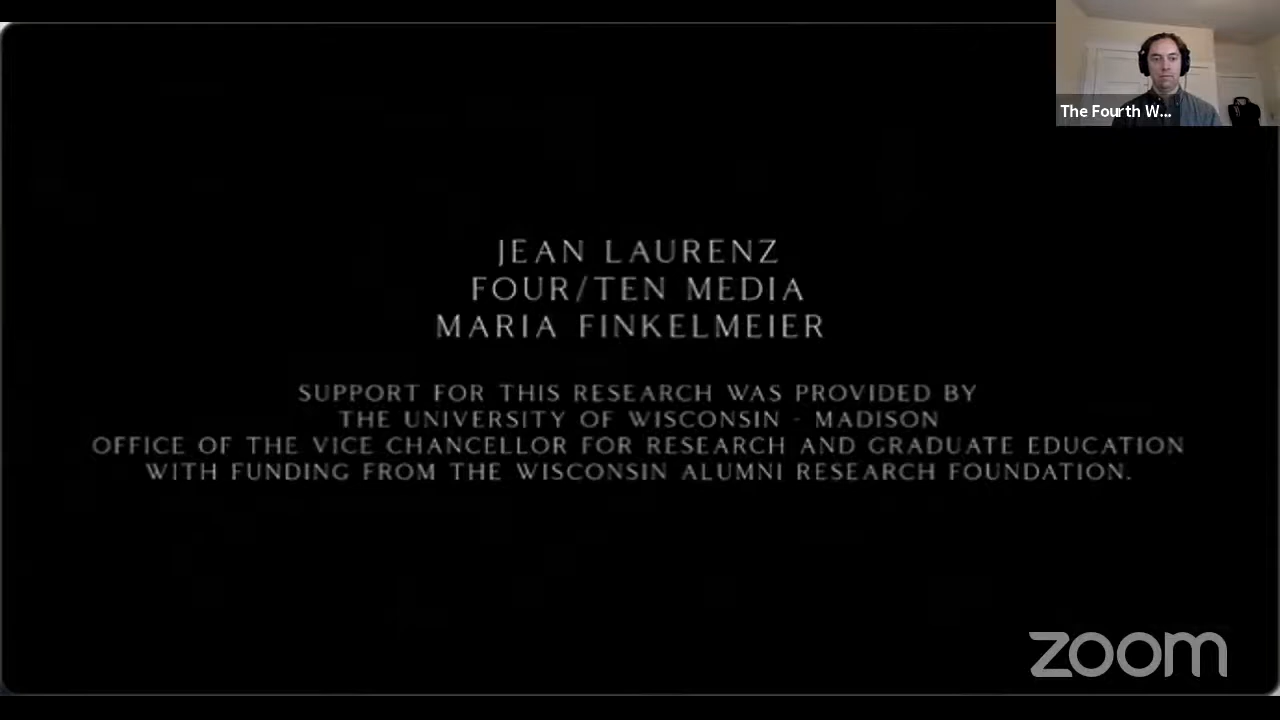 The Fourth W...
JEAN LAURENZ
FOUR/TEN MEDIA
MARIA FINKELMEIER
SUPPORT FOR THIS RESEARCH WAS PROVIDED BY
THE UNIVERSITY OF WISCONSIN - MADISON
OFFICE OF THE VICE CHANCELLOR FOR RESEARCH AND GRADUATE EDUCATION
WITH FUNDING FROM THE WISCONSIN ALUMNI RESEARCH FOUNDATION.
zoom